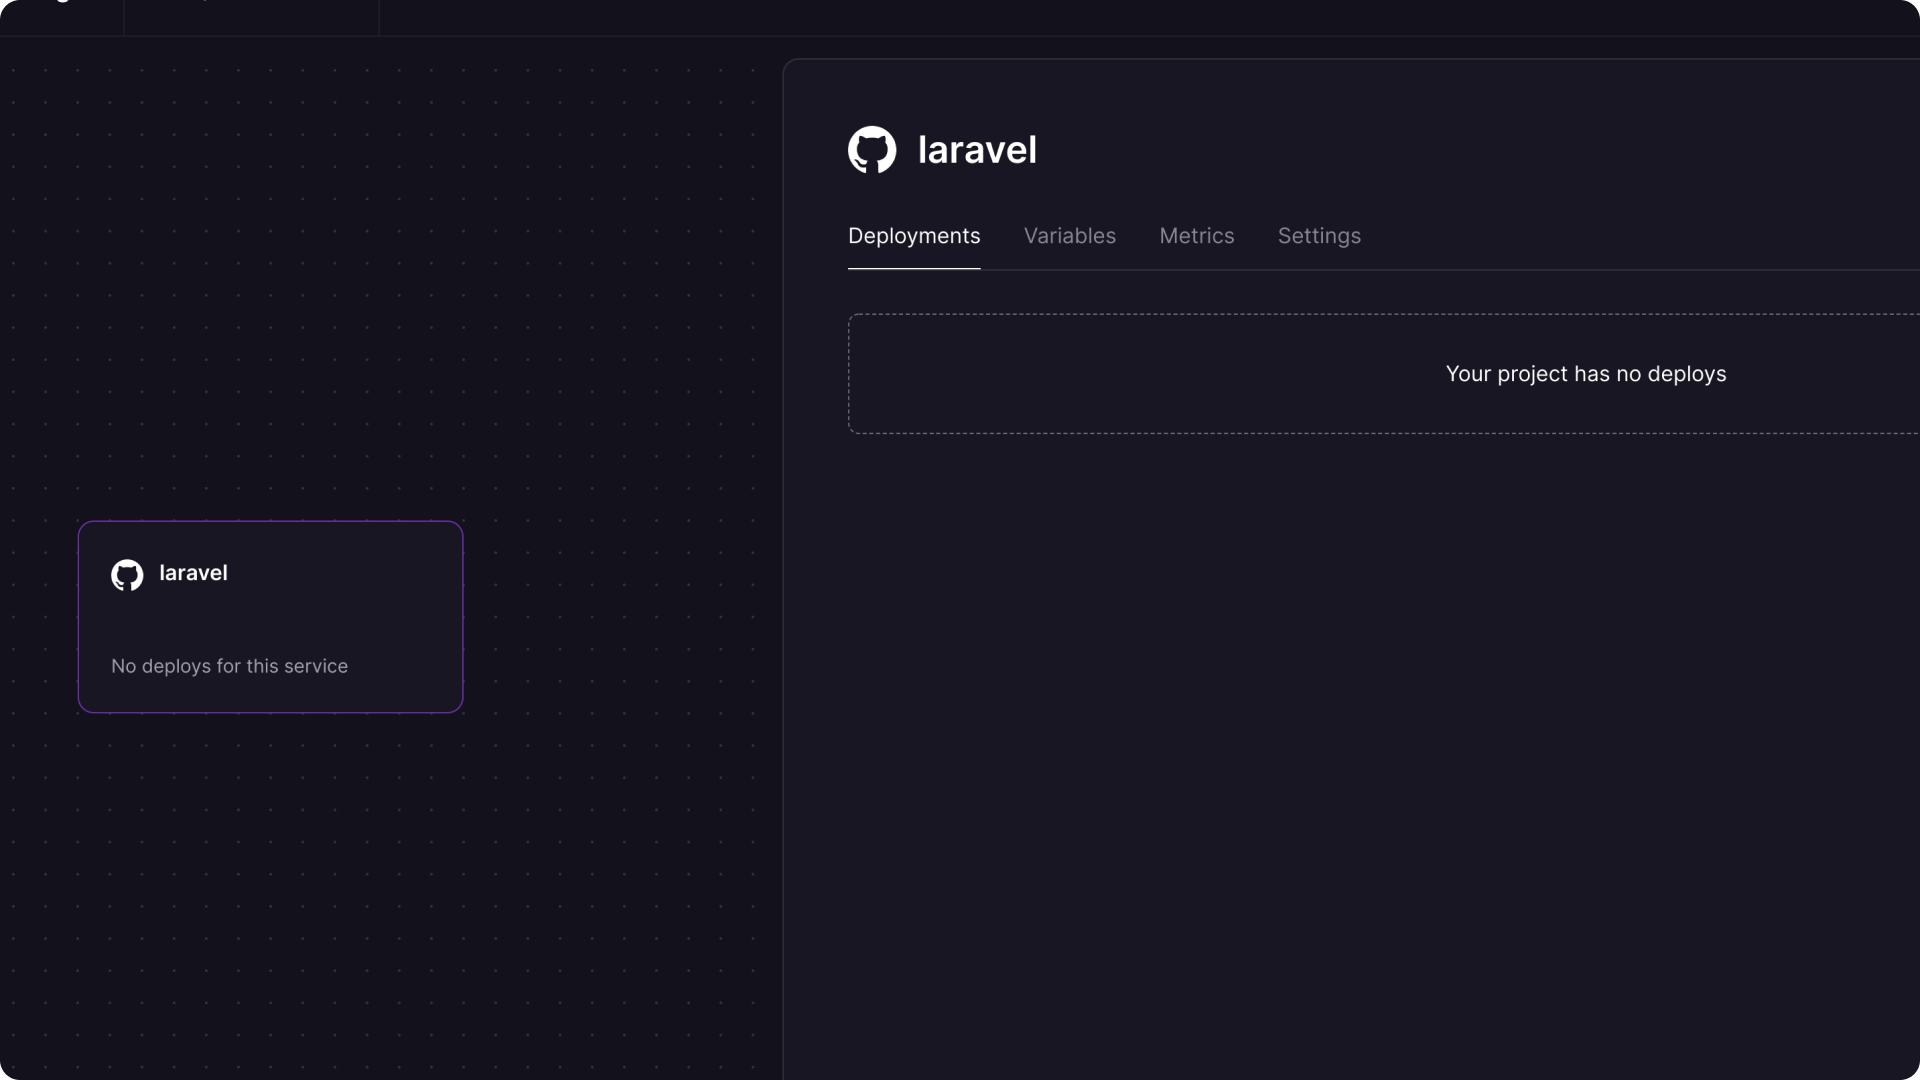 laravel
Deployments Variables Metrics Settings
Your project has no deploys
laravel
No deploys for this service